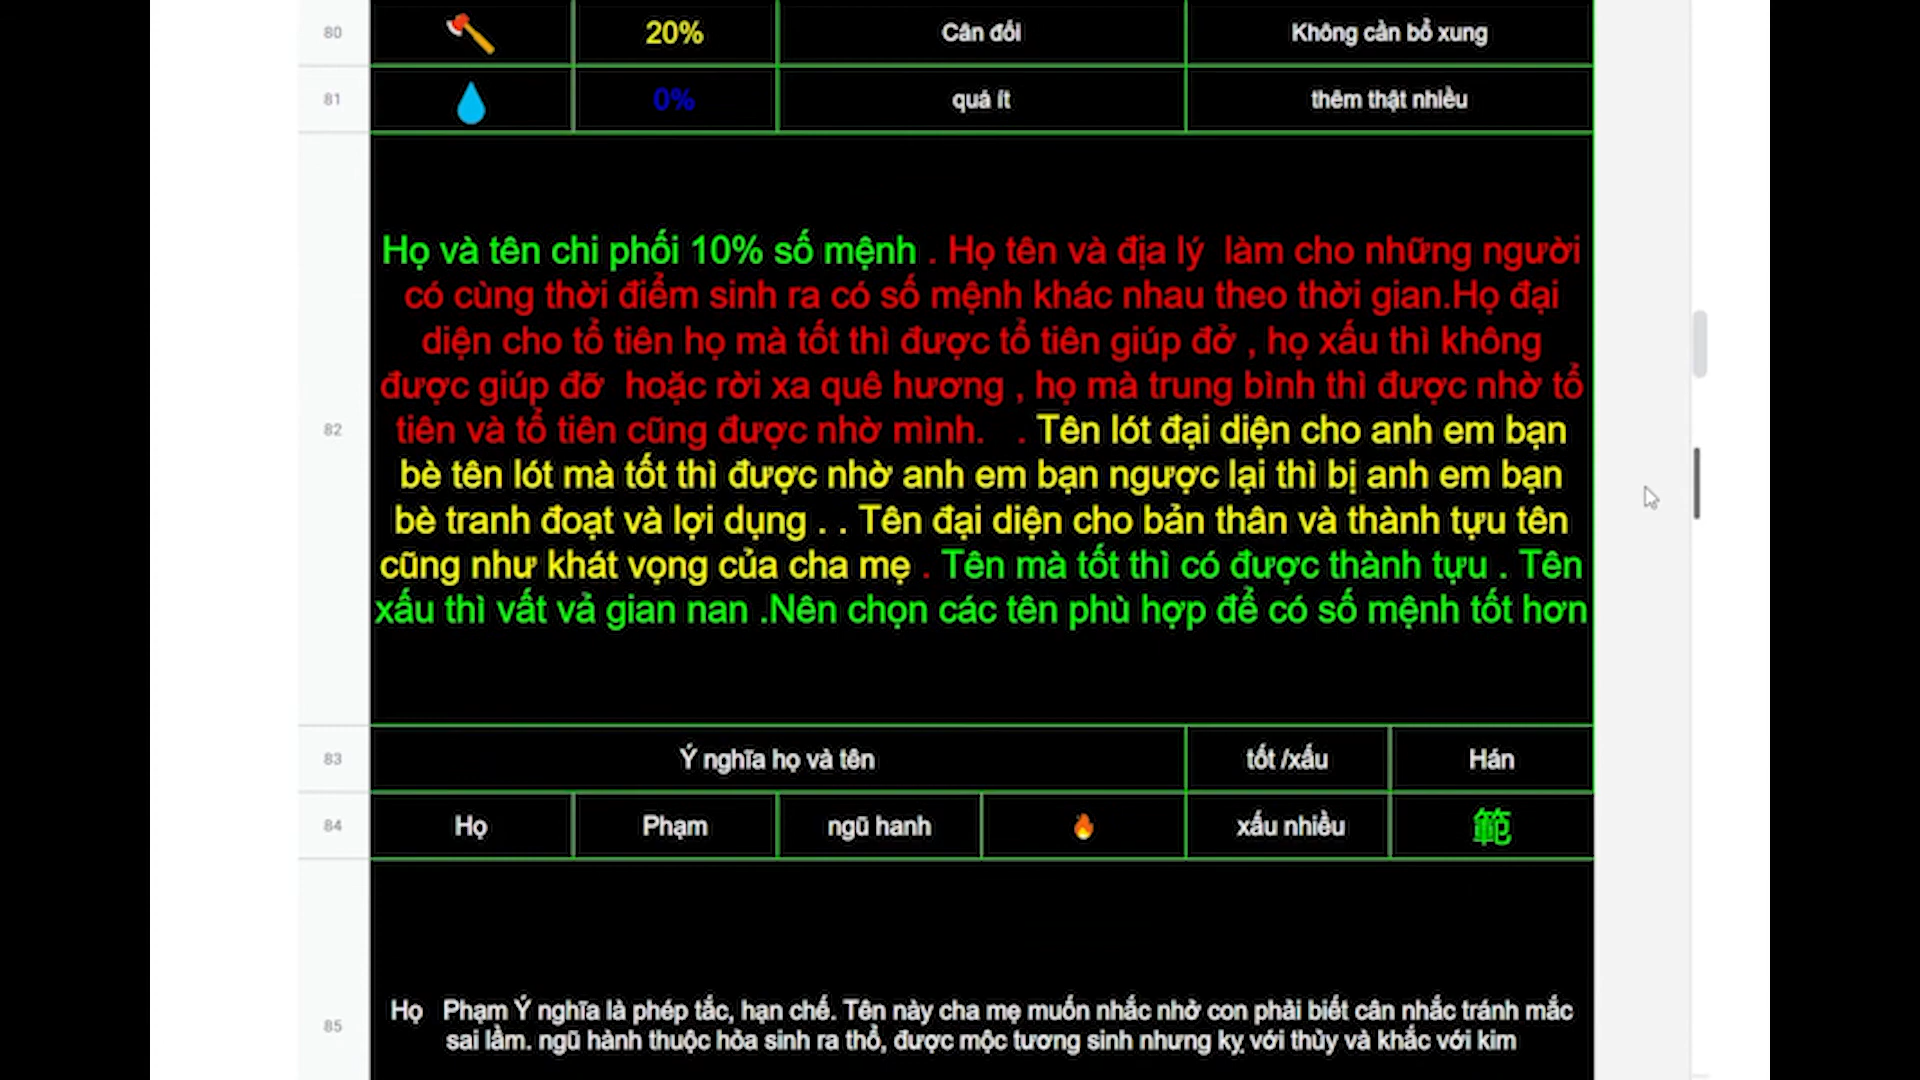 80 20% Cân đối Không cần bổ xung
81 0% quá ít thêm thật nhiều
82
Họ và tên chi phối 10% số mệnh . Họ tên và địa lý làm cho những người
có cùng thời điểm sinh ra có số mệnh khác nhau theo thời gian.Họ đại
diện cho tổ tiên họ mà tốt thì được tổ tiên giúp đở , họ xấu thì không
được giúp đỡ hoặc rời xa quê hương , họ mà trung bình thì được nhờ tổ
tiên và tổ tiên cũng được nhờ mình. . Tên lót đại diện cho anh em bạn
bè tên lót mà tốt thì được nhờ anh em bạn ngược lại thì bị anh em bạn
bè tranh đoạt và lợi dụng . . Tên đại diện cho bản thân và thành tựu tên
cũng như khát vọng của cha mẹ . Tên mà tốt thì có được thành tựu . Tên
xấu thì vất vả gian nan .Nên chọn các tên phù hợp để có số mệnh tốt hơn
83 Ý nghĩa họ và tên tốt /xấu Hán
84 Họ Phạm ngũ hanh xấu nhiều 範
85
Họ Phạm Ý nghĩa là phép tắc, hạn chế. Tên này cha mẹ muốn nhắc nhở con phải biết cân nhắc tránh mắc
sai lầm. ngũ hành thuộc hỏa sinh ra thổ, được mộc tương sinh nhưng kỵ với thủy và khắc với kim